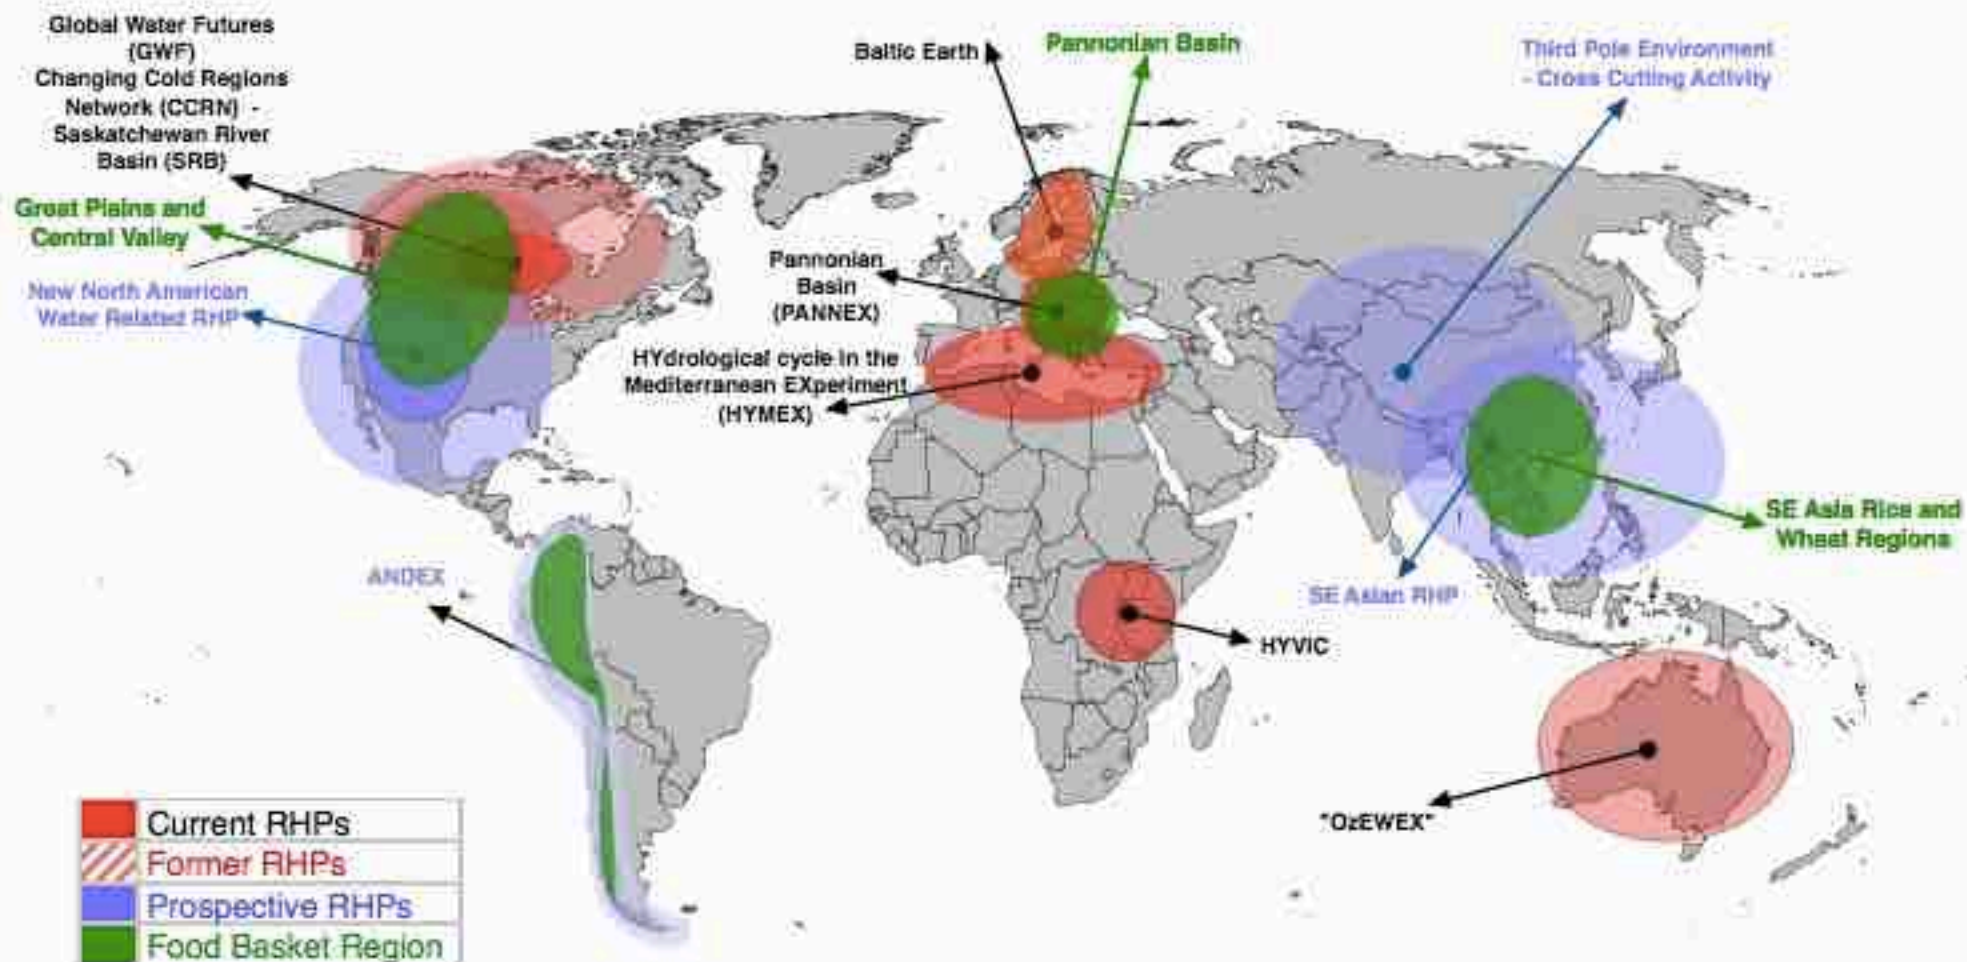 Global Water Futures
(GWF)
Changing Cold Regions
Network (CCRN) -
Saskatchewan River
Basin (SRB)
Great Plains and
Central Valley
New North American
Water Related RHP
Baltic Earth
Pannonian Basin
Third Pole Environment
- Cross Cutting Activity
Pannonian
Basin
(PANNEX)
HYdrological cycle in the
Mediterranean EXperiment
(HYMEX)
SE Asia Rice and
Wheat Regions
ANDEX
SE Asian RHP
HYVIC
"OzEWEX"
Current RHPs
Former RHPs
Prospective RHPs
Food Basket Region